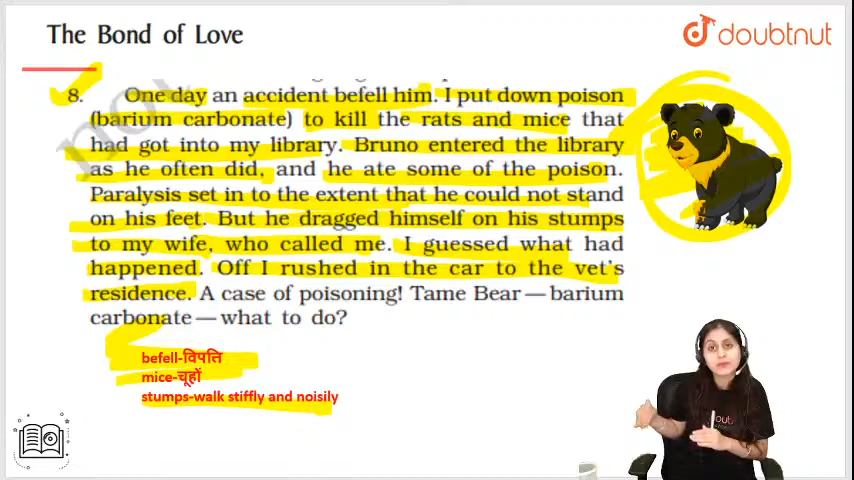 The Bond of Love
doubtnut
not
8. One day an accident befell him. I put down poison
(barium carbonate) to kill the rats and mice that
had got into my library. Bruno entered the library
as he often did, and he ate some of the poison.
Paralysis set in to the extent that he could not stand
on his feet. But he dragged himself on his stumps
to my wife, who called me. I guessed what had
happened. Off I rushed in the car to the vet's
residence. A case of poisoning! Tame Bear — barium
carbonate — what to do?
befell-विपत्ति
mice-चूहों
stumps-walk stiffly and noisily